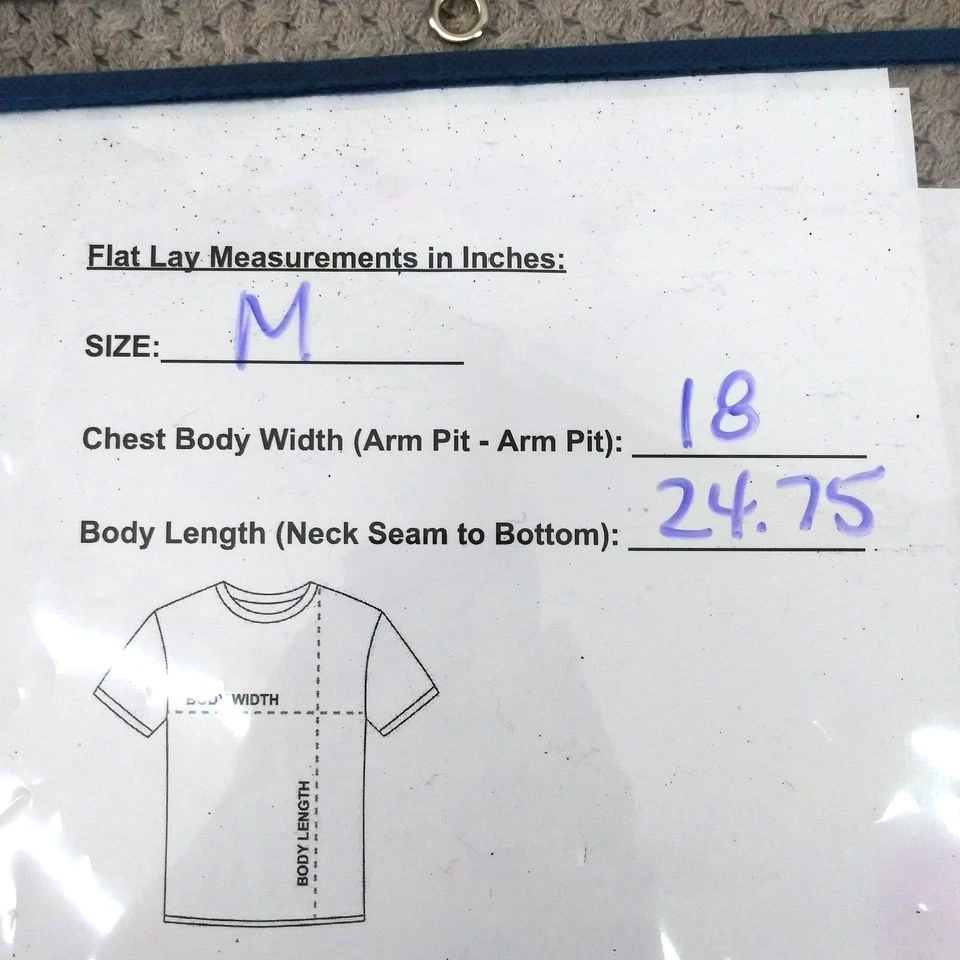 Flat Lay Measurements in Inches:
SIZE: M
Chest Body Width (Arm Pit - Arm Pit): 18
Body Length (Neck Seam to Bottom): 24.75
BODY WIDTH
BODY LENGTH